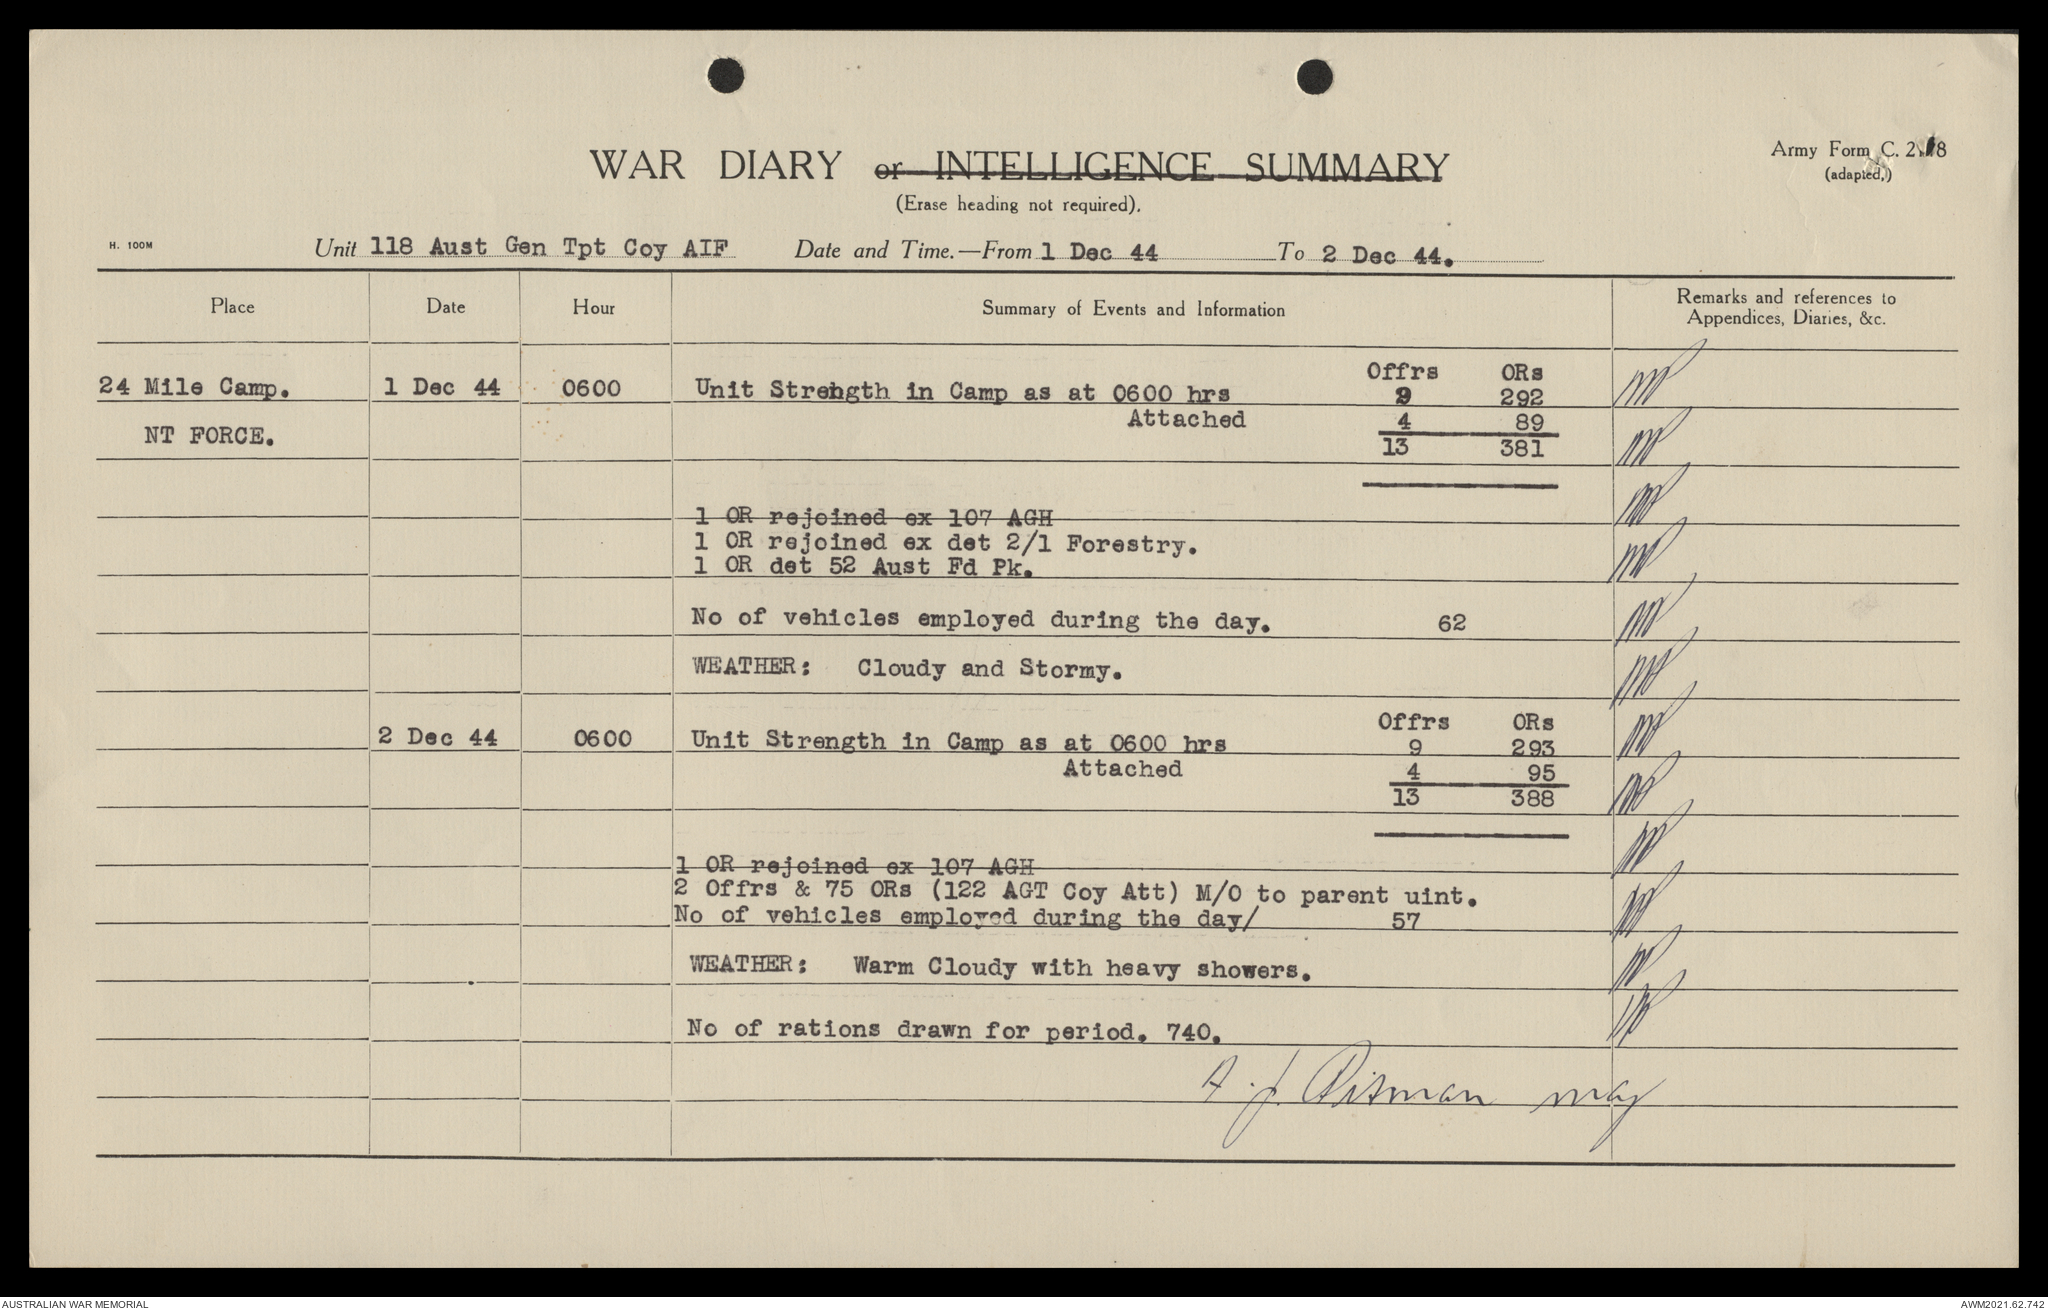 WAR DIARY or INTELLIGENCE SUMMARY
(Erase heading not required).
Army Form C. 2118
(adapted,)
H. 100M
Unit 118 Aust Gen Tpt Coy AIF Date and Time.—From 1 Dec 44 To 2 Dec 44.
Place Date Hour Summary of Events and Information Remarks and references to
Appendices, Diaries, &c.
Offrs ORs
24 Mile Camp. 1 Dec 44 0600 Unit Strength in Camp as at 0600 hrs 9 292
Attached 4 89
NT FORCE. 13 381
1 OR rejoined ex 107 AGH
1 OR rejoined ex det 2/1 Forestry.
1 OR det 52 Aust Fd Pk.
No of vehicles employed during the day. 62
WEATHER: Cloudy and Stormy.
Offrs ORs
2 Dec 44 0600 Unit Strength in Camp as at 0600 hrs 9 293
Attached 4 95
13 388
1 OR rejoined ex 107 AGH
2 Offrs & 75 ORs (122 AGT Coy Att) M/O to parent uint.
No of vehicles employed during the day/ 57
WEATHER: Warm Cloudy with heavy showers.
No of rations drawn for period. 740.
A. J. Pitman Maj
AUSTRALIAN WAR MEMORIAL AWM2021.62.742